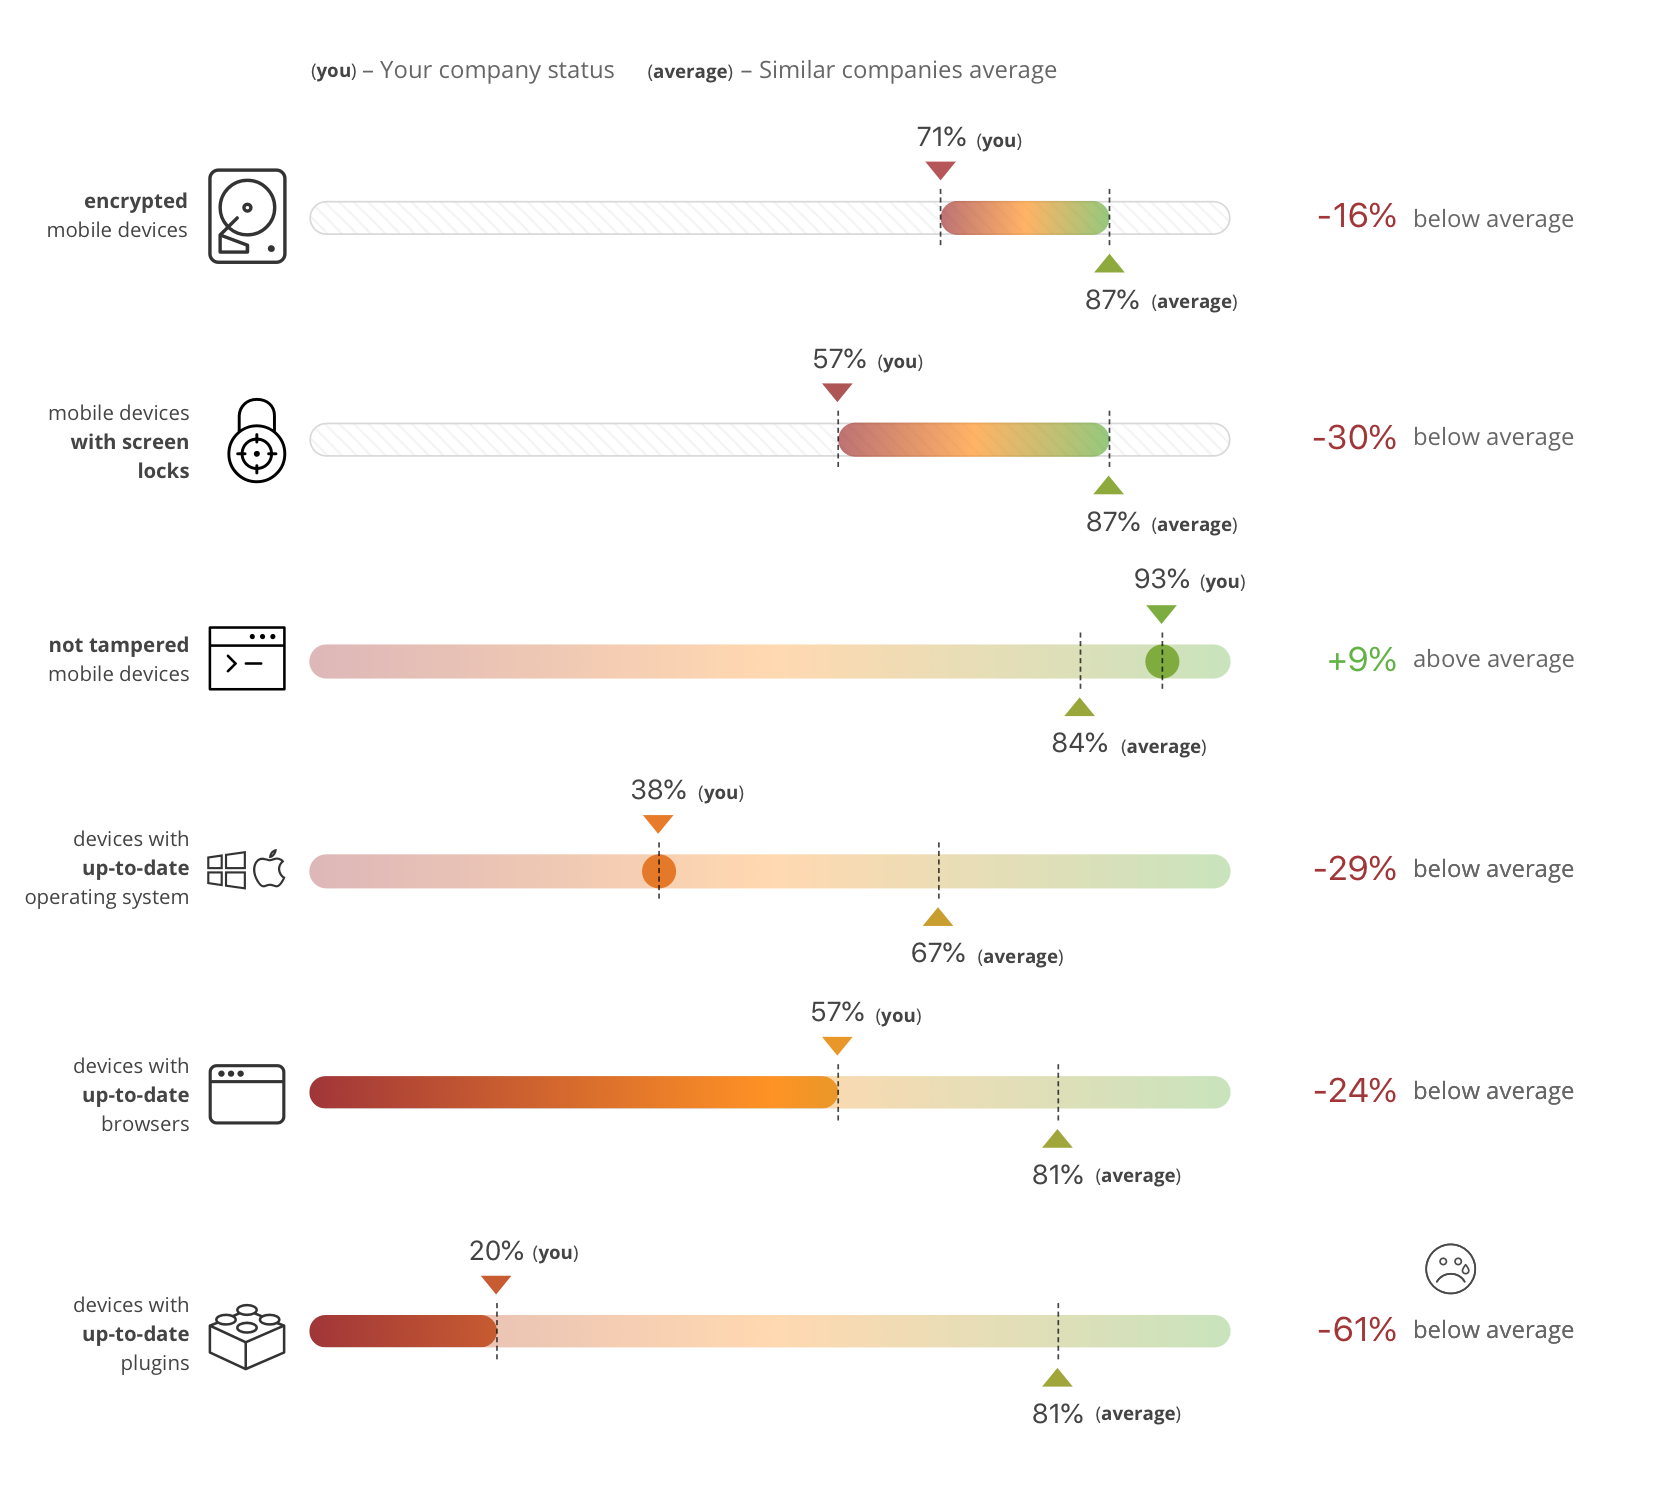 (you) – Your company status (average) – Similar companies average
71% (you)
encrypted
mobile devices
-16% below average
87% (average)
57% (you)
mobile devices
with screen
locks
-30% below average
87% (average)
93% (you)
not tampered
mobile devices
+9% above average
84% (average)
38% (you)
devices with
up-to-date
operating system
-29% below average
67% (average)
57% (you)
devices with
up-to-date
browsers
-24% below average
81% (average)
20% (you)
devices with
up-to-date
plugins
-61% below average
81% (average)